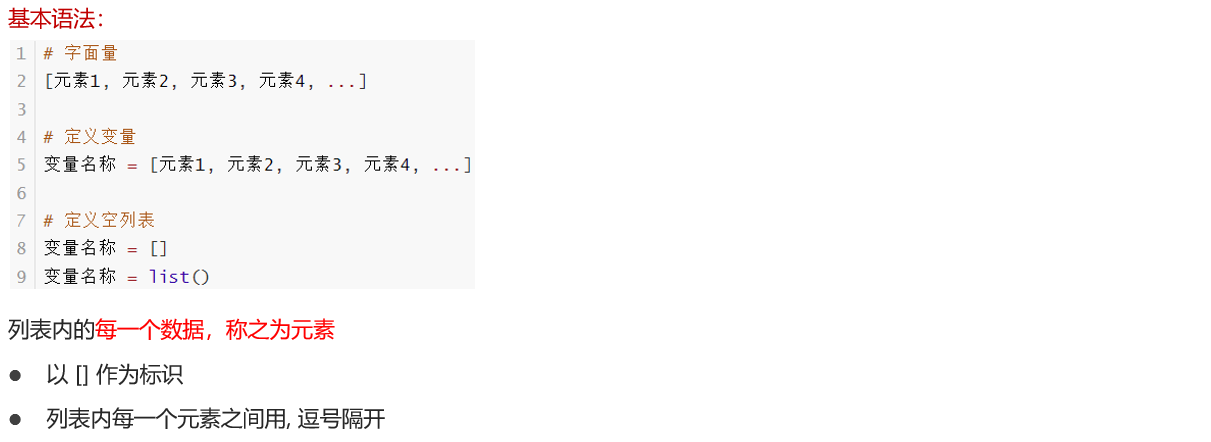 基本语法：
1 # 字面量
2 [元素1, 元素2, 元素3, 元素4, ...]
3
4 # 定义变量
5 变量名称 = [元素1, 元素2, 元素3, 元素4, ...]
6
7 # 定义空列表
8 变量名称 = []
9 变量名称 = list()
列表内的每一个数据，称之为元素
● 以 [] 作为标识
● 列表内每一个元素之间用, 逗号隔开